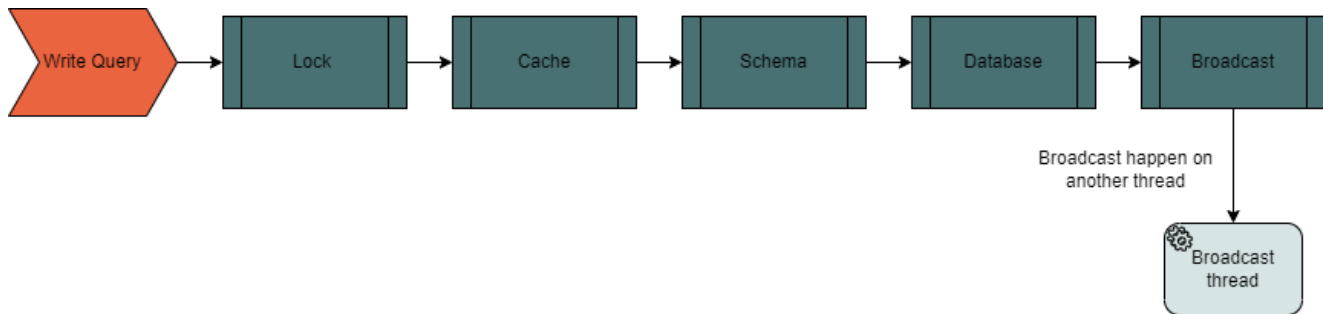 Write Query
Lock
Cache
Schema
Database
Broadcast
Broadcast happen on
another thread
Broadcast
thread